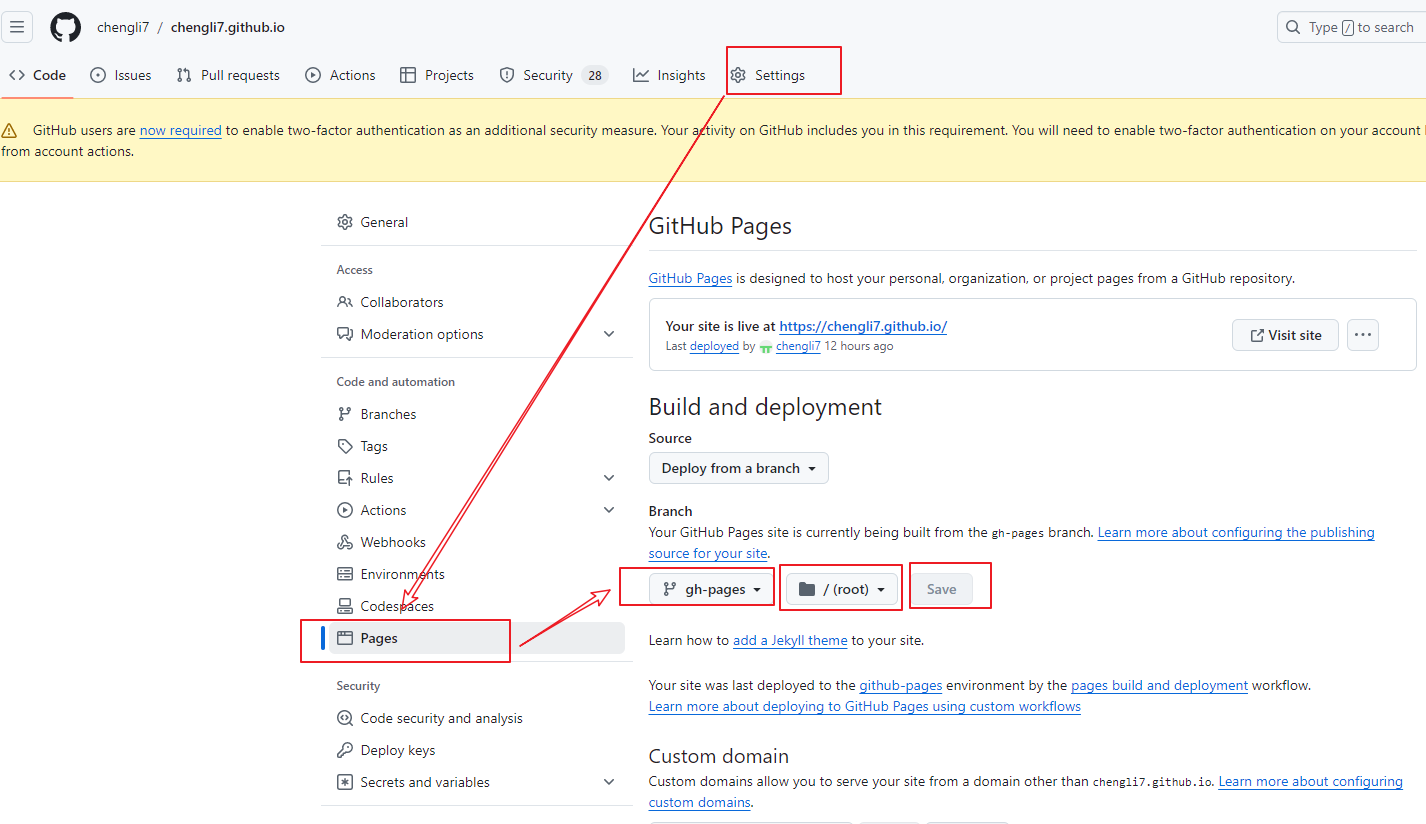 chengli7 / chengli7.github.io
Type / to search
Code Issues Pull requests Actions Projects Security 28 Insights Settings
GitHub users are now required to enable two-factor authentication as an additional security measure. Your activity on GitHub includes you in this requirement. You will need to enable two-factor authentication on your account
from account actions.
General
Access
Collaborators
Moderation options
Code and automation
Branches
Tags
Rules
Actions
Webhooks
Environments
Codespaces
Pages
Security
Code security and analysis
Deploy keys
Secrets and variables
GitHub Pages
GitHub Pages is designed to host your personal, organization, or project pages from a GitHub repository.
Your site is live at https://chengli7.github.io/
Last deployed by chengli7 12 hours ago
Visit site
Build and deployment
Source
Deploy from a branch
Branch
Your GitHub Pages site is currently being built from the gh-pages branch. Learn more about configuring the publishing
source for your site.
gh-pages / (root) Save
Learn how to add a Jekyll theme to your site.
Your site was last deployed to the github-pages environment by the pages build and deployment workflow.
Learn more about deploying to GitHub Pages using custom workflows
Custom domain
Custom domains allow you to serve your site from a domain other than chengli7.github.io. Learn more about configuring
custom domains.